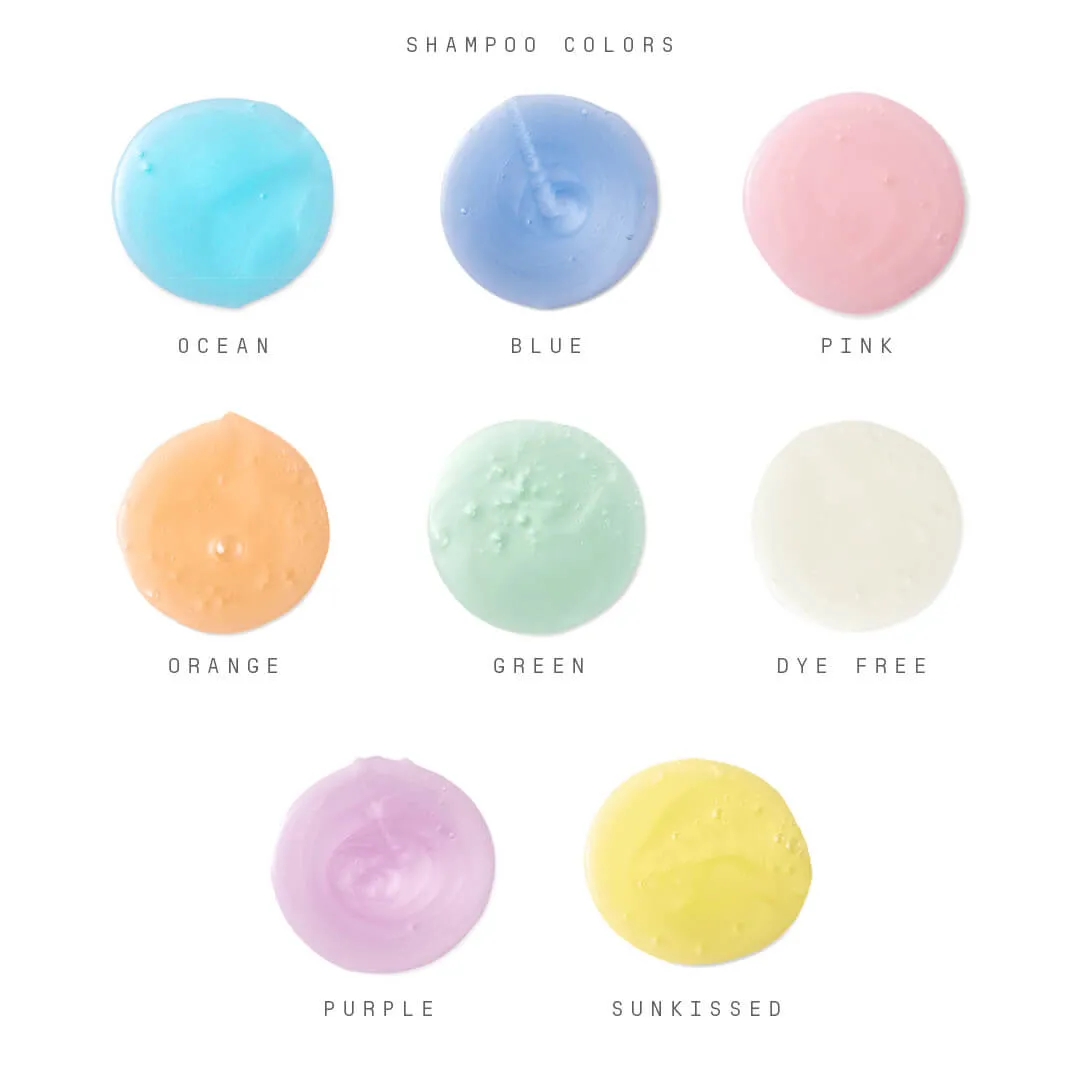 SHAMPOO COLORS
OCEAN
BLUE
PINK
ORANGE
GREEN
DYE FREE
PURPLE
SUNKISSED